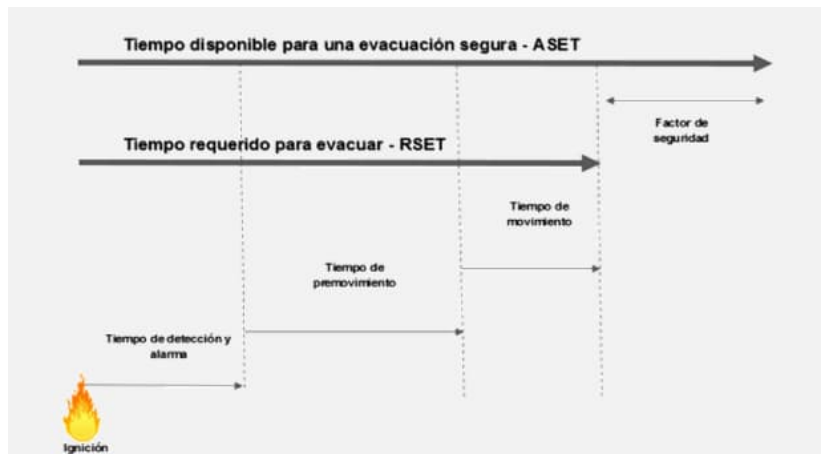 Tiempo disponible para una evacuación segura - ASET
Factor de
seguridad
Tiempo requerido para evacuar - RSET
Tiempo de
movimiento
Tiempo de
premovimiento
Tiempo de detección y
alarma
Ignición